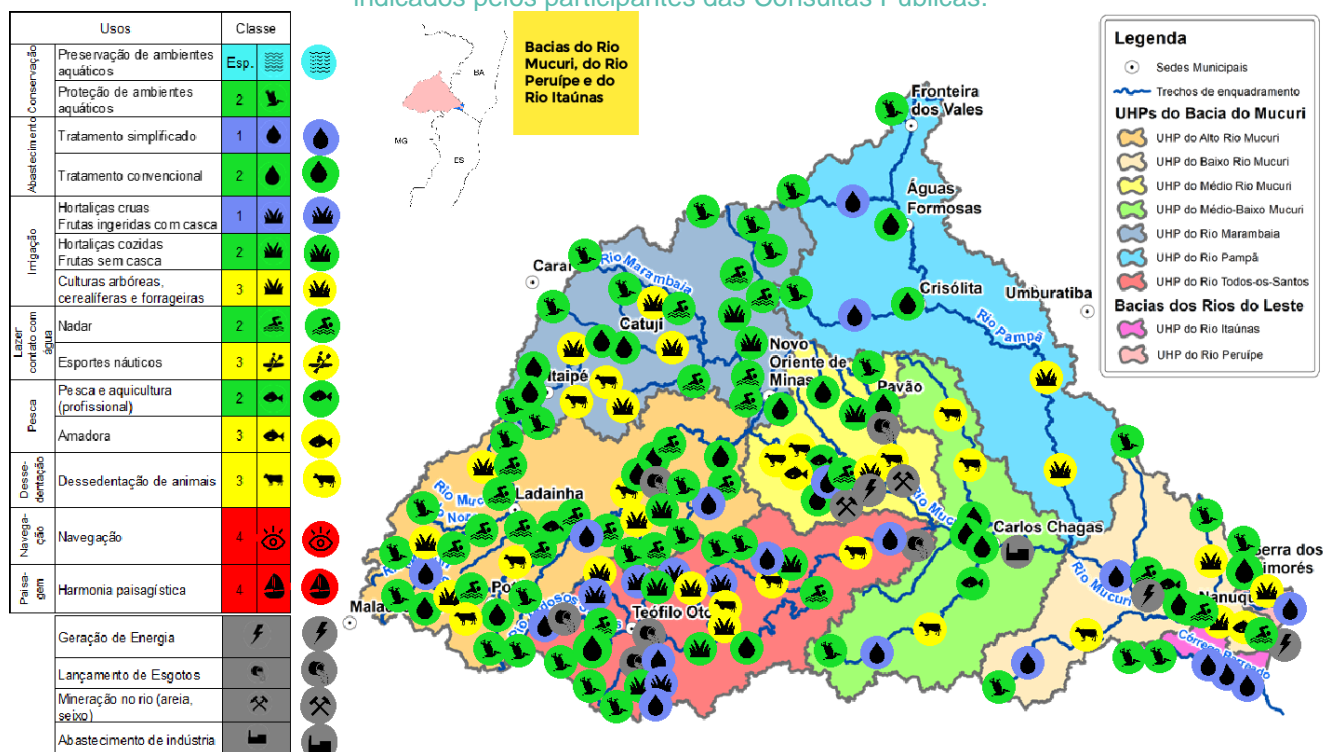 indicados pelos participantes das Consultas Públicas.
Usos
Classe
Conservação
Preservação de ambientes
aquáticos
Esp.
Proteção de ambientes
aquáticos
2
Abastecimento
Tratamento simplificado
1
Tratamento convencional
2
Irrigação
Hortaliças cruas
Frutas ingeridas com casca
1
Hortaliças cozidas
Frutas sem casca
2
Culturas arbóreas,
cerealíferas e forrageiras
3
Lazer
contato com
água
Nadar
2
Esportes náuticos
3
Pesca
Pesca e aquicultura
(profissional)
2
Amadora
3
Desse-
dentação
Dessedentação de animais
3
Navega-
ção
Navegação
4
Paisa-
gem
Harmonia paisagística
4
Geração de Energia
Lançamento de Esgotos
Mineração no rio (areia,
seixo)
Abastecimento de indústria
BA
MG
ES
Bacias do Rio
Mucuri, do Rio
Peruípe e do
Rio Itaúnas
Fronteira
dos Vales
Águas
Formosas
Crisólita
Umburatiba
Rio Pampã
Carai
Rio Marambaia
Catují
Itaipé
Novo
Oriente de
Minas
Pavão
Ladainha
Carlos Chagas
Rio Mucuri
Teófilo Oto
Serra dos
Aimorés
Nanuqu
Legenda
Sedes Municipais
Trechos de enquadramento
UHPs do Bacia do Mucuri
UHP do Alto Rio Mucuri
UHP do Baixo Rio Mucuri
UHP do Médio Rio Mucuri
UHP do Médio-Baixo Mucuri
UHP do Rio Marambaia
UHP do Rio Pampã
UHP do Rio Todos-os-Santos
Bacias dos Rios do Leste
UHP do Rio Itaúnas
UHP do Rio Peruípe